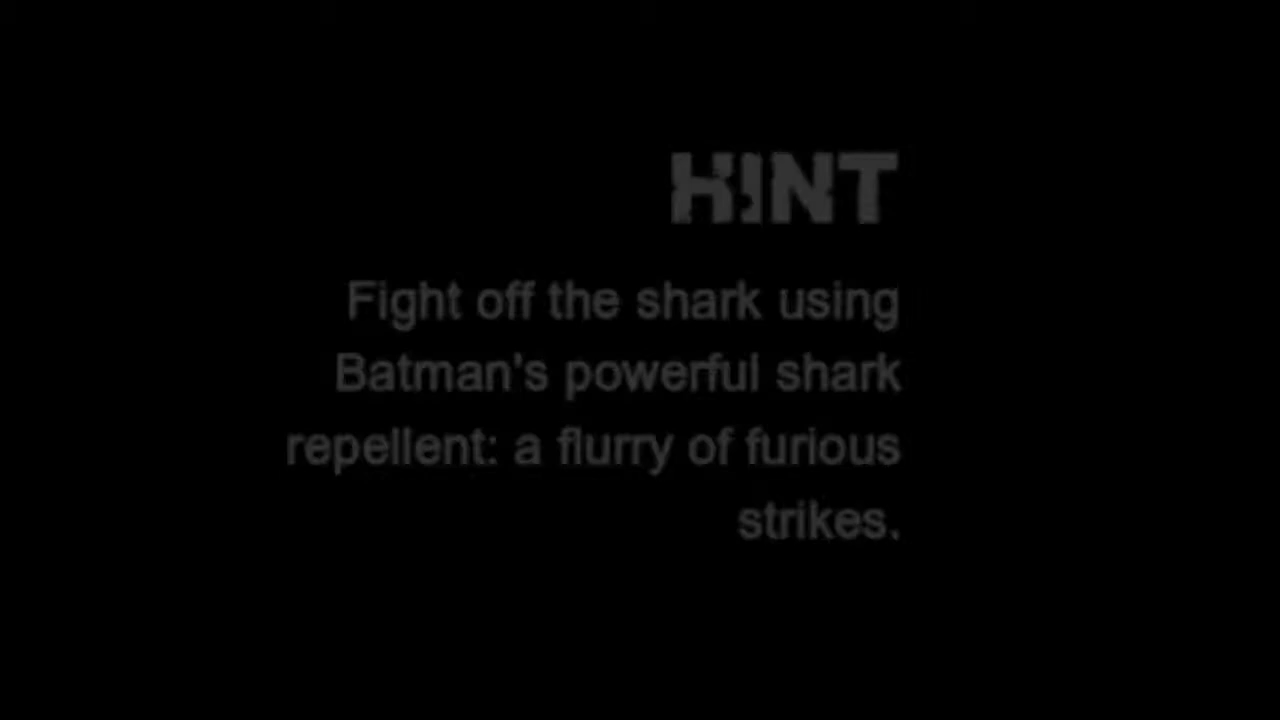 HINT
Fight off the shark using
Batman's powerful shark
repellent: a flurry of furious
strikes.